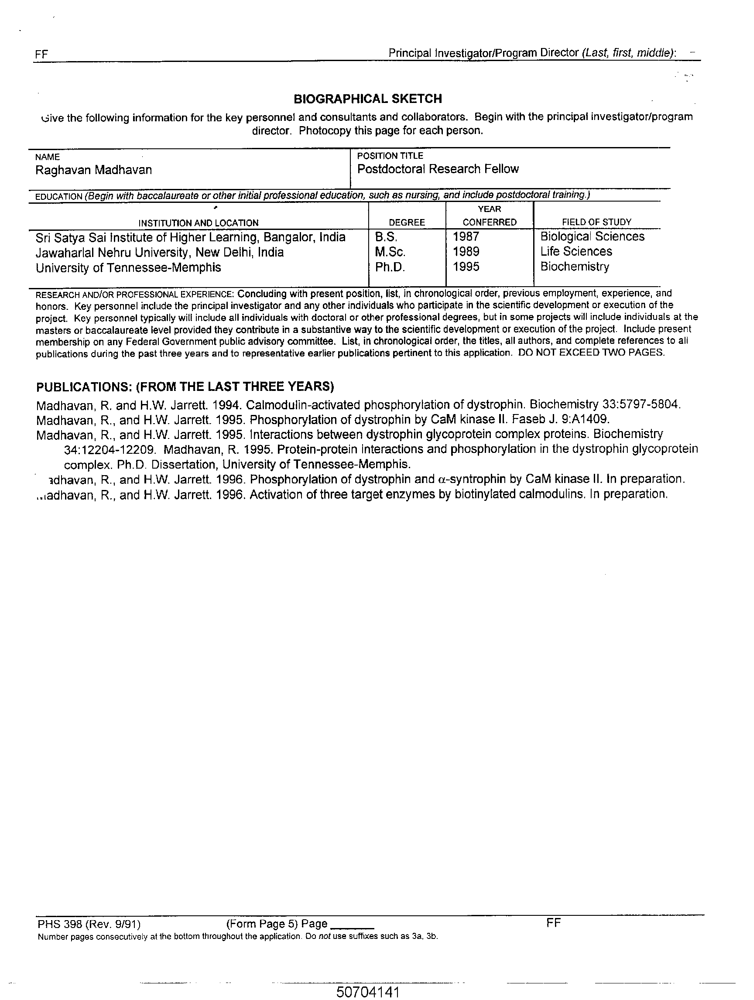 FF Principal Investigator/Program Director (Last, first, middle):
BIOGRAPHICAL SKETCH
Give the following information for the key personnel and consultants and collaborators. Begin with the principal investigator/program
director. Photocopy this page for each person.
NAME POSITION TITLE
Raghavan Madhavan Postdoctoral Research Fellow
EDUCATION (Begin with baccalaureate or other initial professional education, such as nursing, and include postdoctoral training.)
INSTITUTION AND LOCATION DEGREE YEAR CONFERRED FIELD OF STUDY
Sri Satya Sai Institute of Higher Learning, Bangalor, India B.S. 1987 Biological Sciences
Jawaharlal Nehru University, New Delhi, India M.Sc. 1989 Life Sciences
University of Tennessee-Memphis Ph.D. 1995 Biochemistry
RESEARCH AND/OR PROFESSIONAL EXPERIENCE: Concluding with present position, list, in chronological order, previous employment, experience, and
honors. Key personnel include the principal investigator and any other individuals who participate in the scientific development or execution of the
project. Key personnel typically will include all individuals with doctoral or other professional degrees, but in some projects will include individuals at the
masters or baccalaureate level provided they contribute in a substantive way to the scientific development or execution of the project. Include present
membership on any Federal Government public advisory committee. List, in chronological order, the titles, all authors, and complete references to all
publications during the past three years and to representative earlier publications pertinent to this application. DO NOT EXCEED TWO PAGES.
PUBLICATIONS: (FROM THE LAST THREE YEARS)
Madhavan, R. and H.W. Jarrett. 1994. Calmodulin-activated phosphorylation of dystrophin. Biochemistry 33:5797-5804.
Madhavan, R., and H.W. Jarrett. 1995. Phosphorylation of dystrophin by CaM kinase II. Faseb J. 9:A1409.
Madhavan, R., and H.W. Jarrett. 1995. Interactions between dystrophin glycoprotein complex proteins. Biochemistry
34:12204-12209. Madhavan, R. 1995. Protein-protein interactions and phosphorylation in the dystrophin glycoprotein
complex. Ph.D. Dissertation, University of Tennessee-Memphis.
adhavan, R., and H.W. Jarrett. 1996. Phosphorylation of dystrophin and α-syntrophin by CaM kinase II. In preparation.
Madhavan, R., and H.W. Jarrett. 1996. Activation of three target enzymes by biotinylated calmodulins. In preparation.
PHS 398 (Rev. 9/91) (Form Page 5) Page FF
Number pages consecutively at the bottom throughout the application. Do not use suffixes such as 3a, 3b.
50704141